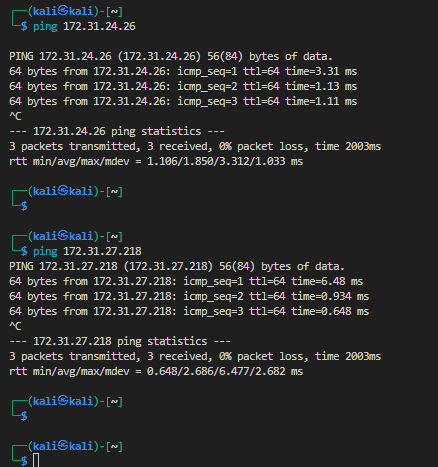 ┌──(kali㉿kali)-[~]
└─$ ping 172.31.24.26
PING 172.31.24.26 (172.31.24.26) 56(84) bytes of data.
64 bytes from 172.31.24.26: icmp_seq=1 ttl=64 time=3.31 ms
64 bytes from 172.31.24.26: icmp_seq=2 ttl=64 time=1.13 ms
64 bytes from 172.31.24.26: icmp_seq=3 ttl=64 time=1.11 ms
^C
--- 172.31.24.26 ping statistics ---
3 packets transmitted, 3 received, 0% packet loss, time 2003ms
rtt min/avg/max/mdev = 1.106/1.850/3.312/1.033 ms
┌──(kali㉿kali)-[~]
└─$
┌──(kali㉿kali)-[~]
└─$ ping 172.31.27.218
PING 172.31.27.218 (172.31.27.218) 56(84) bytes of data.
64 bytes from 172.31.27.218: icmp_seq=1 ttl=64 time=6.48 ms
64 bytes from 172.31.27.218: icmp_seq=2 ttl=64 time=0.934 ms
64 bytes from 172.31.27.218: icmp_seq=3 ttl=64 time=0.648 ms
^C
--- 172.31.27.218 ping statistics ---
3 packets transmitted, 3 received, 0% packet loss, time 2003ms
rtt min/avg/max/mdev = 0.648/2.686/6.477/2.682 ms
┌──(kali㉿kali)-[~]
└─$
┌──(kali㉿kali)-[~]
└─$